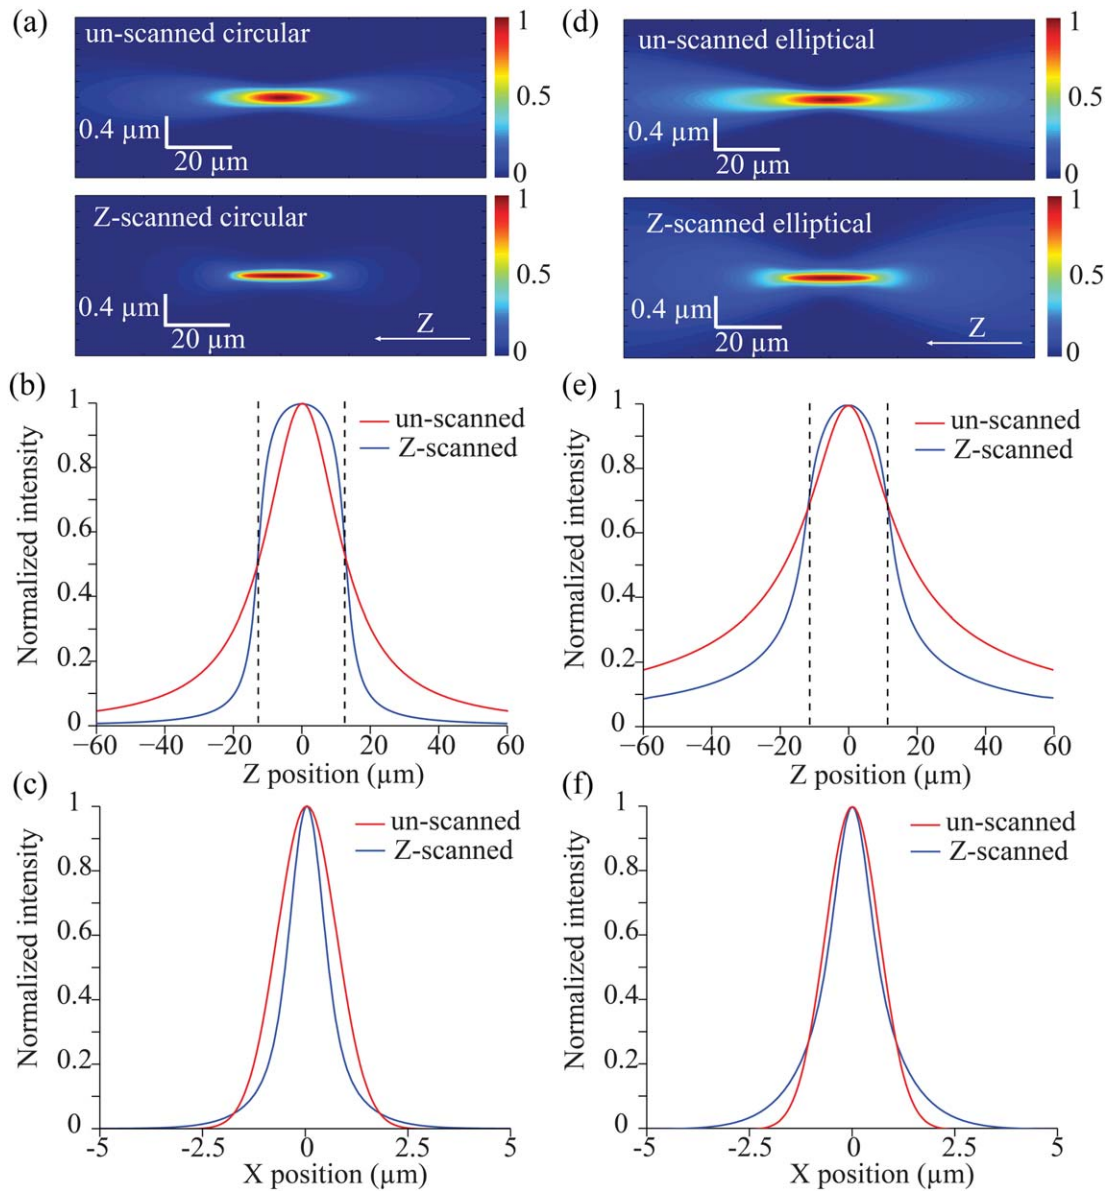 (a)
un-scanned circular
0.4 µm
20 µm
1
0.5
0
Z-scanned circular
0.4 µm
20 µm
Z
1
0.5
0
(d)
un-scanned elliptical
0.4 µm
20 µm
1
0.5
0
Z-scanned elliptical
0.4 µm
20 µm
Z
1
0.5
0
(b)
Normalized intensity
1
0.8
0.6
0.4
0.2
0
un-scanned
Z-scanned
−60 −40 −20 0 20 40 60
Z position (µm)
(e)
Normalized intensity
1
0.8
0.6
0.4
0.2
0
un-scanned
Z-scanned
−60 −40 −20 0 20 40 60
Z position (µm)
(c)
Normalized intensity
1
0.8
0.6
0.4
0.2
0
un-scanned
Z-scanned
-5 -2.5 0 2.5 5
X position (µm)
(f)
Normalized intensity
1
0.8
0.6
0.4
0.2
0
un-scanned
Z-scanned
-5 -2.5 0 2.5 5
X position (µm)